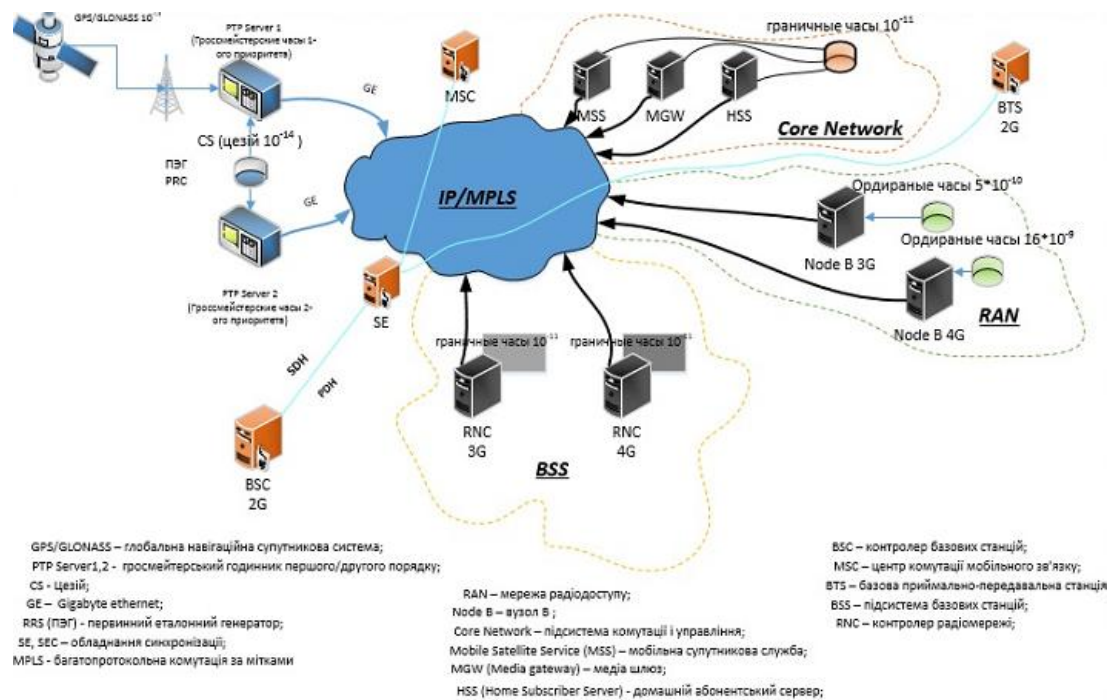 GPS/GLONASS 10
PTP Server 1
(Гроссмейстерские часы 1-
ого приоритета)
GE
MSC
граничные часы 10⁻¹¹
MSS
MGW
HSS
Core Network
BTS
2G
CS (цезій 10⁻¹⁴ )
ПЭГ
PRC
GE
IP/MPLS
Ордираные часы 5*10⁻¹⁰
Node B 3G
Ордираные часы 16*10⁻⁹
Node B 4G
RAN
PTP Server 2
(Гроссмейстерские часы 2-
ого приоритета)
SE
SDH
PDH
граничные часы 10⁻¹¹
граничные часы 10⁻¹¹
RNC
3G
RNC
4G
BSS
BSC
2G
GPS/GLONASS – глобальна навігаційна супутникова система;
PTP Server1,2 - гросмейтерський годинник першого/другого порядку;
CS - Цезій;
GE – Gigabyte ethernet;
RRS (ПЭГ) - первинний еталонний генератор;
SE, SEC – обладнання синхронізації;
MPLS - багатопротокольна комутація за мітками
RAN – мережа радіодоступу;
Node B – вузол B ;
Core Network – підсистема комутації і управління;
Mobile Satellite Service (MSS) – мобільна супутникова служба;
MGW (Media gateway) – медіа шлюз;
HSS (Home Subscriber Server) - домашній абонентський сервер;
BSC – контролер базових станцій;
MSC – центр комутації мобільного зв'язку;
BTS – базова приймально-передавальна станція
BSS – підсистема базових станцій;
RNC – контролер радіомережі;